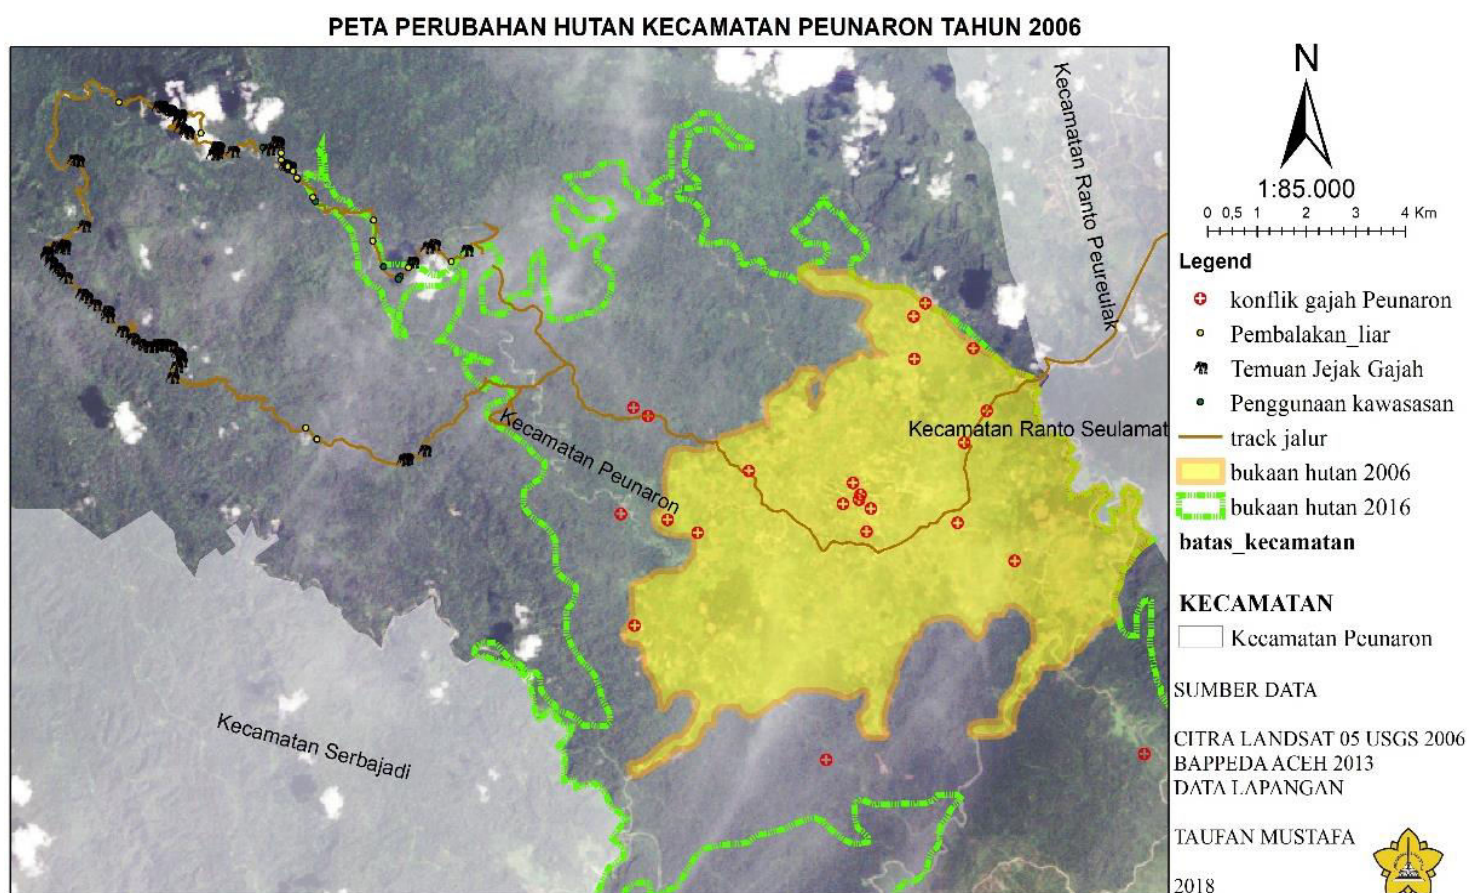 PETA PERUBAHAN HUTAN KECAMATAN PEUNARON TAHUN 2006
Kecamatan Ranto Peureulak
Kecamatan Ranto Seulamat
Kecamatan Peunaron
Kecamatan Serbajadi
N
1:85.000
0 0,5 1 2 3 4 Km
Legend
konflik gajah Peunaron
Pembalakan_liar
Temuan Jejak Gajah
Penggunaan kawasasan
track jalur
bukaan hutan 2006
bukaan hutan 2016
batas_kecamatan
KECAMATAN
Kecamatan Peunaron
SUMBER DATA
CITRA LANDSAT 05 USGS 2006
BAPPEDA ACEH 2013
DATA LAPANGAN
TAUFAN MUSTAFA
2018